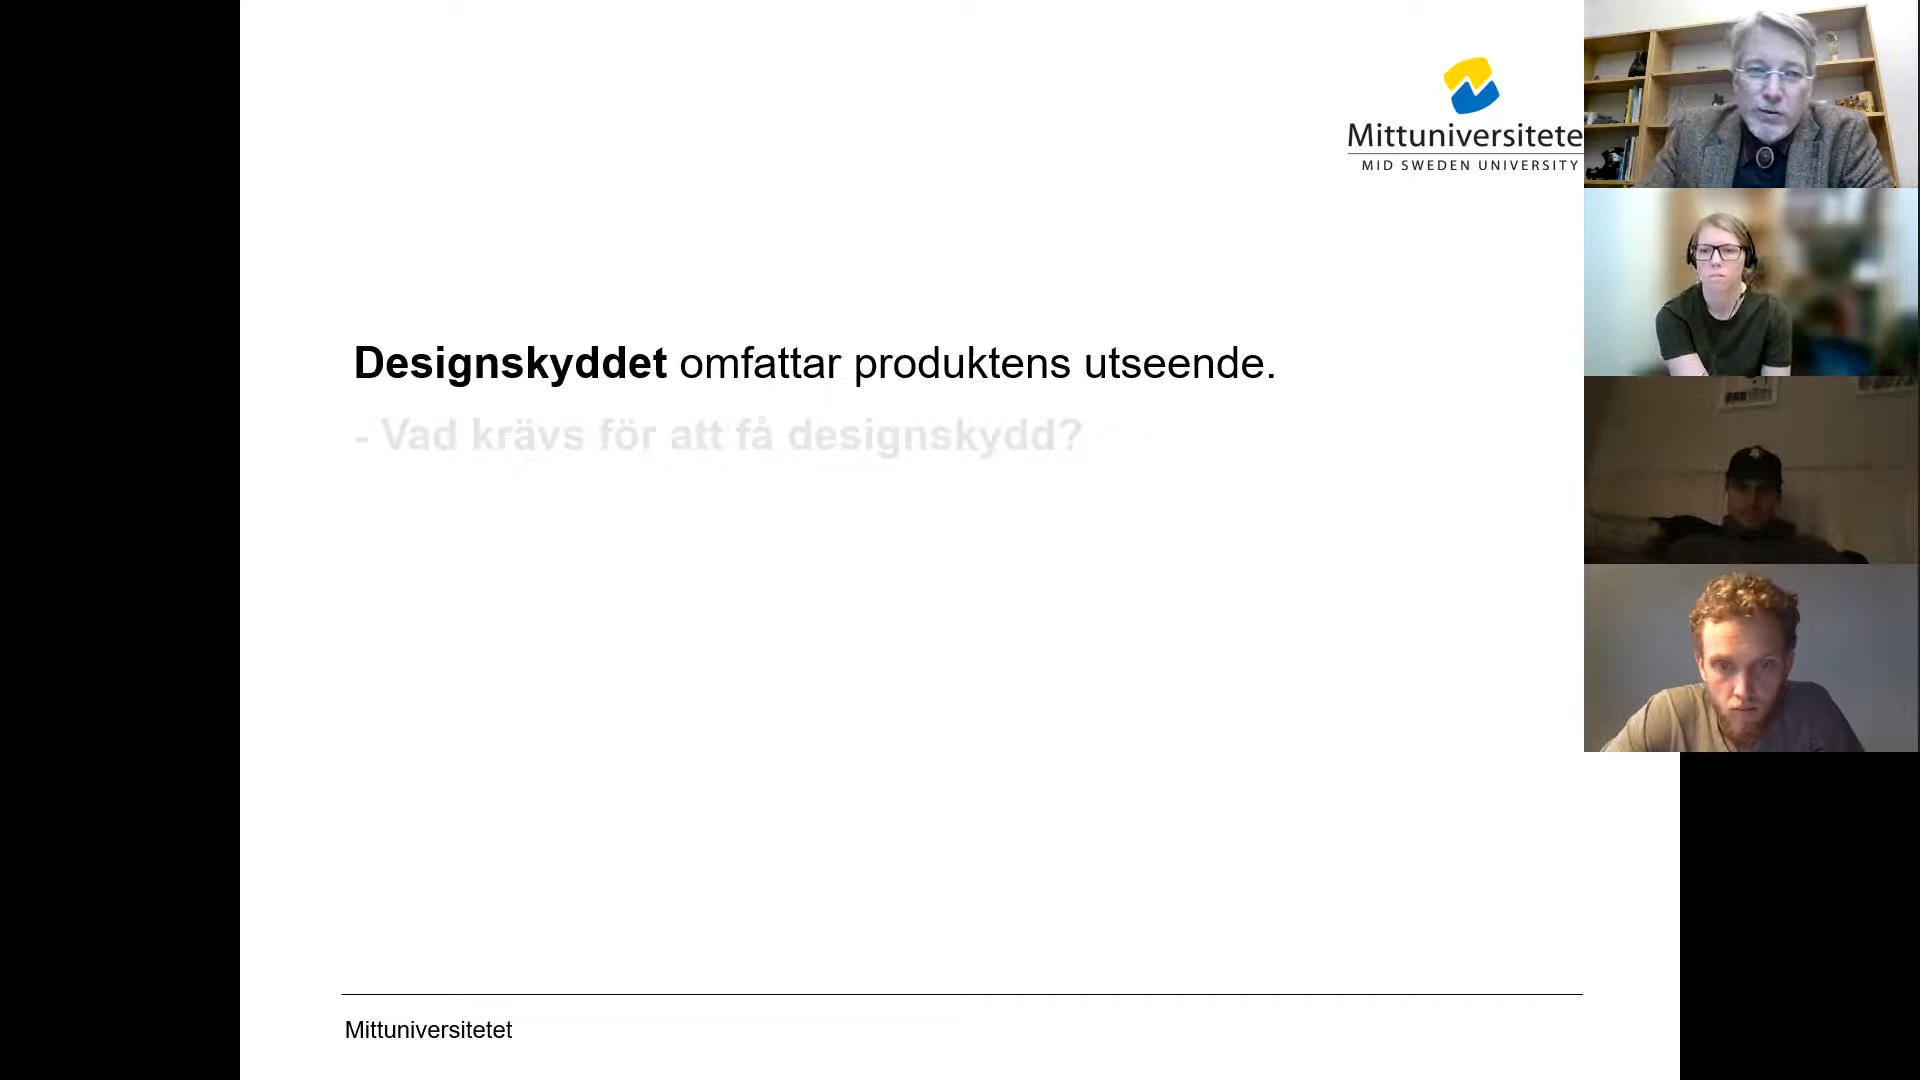 Mittuniversitete
MID SWEDEN UNIVERSITY
Designskyddet omfattar produktens utseende.
- Vad krävs för att få designskydd?
Mittuniversitetet